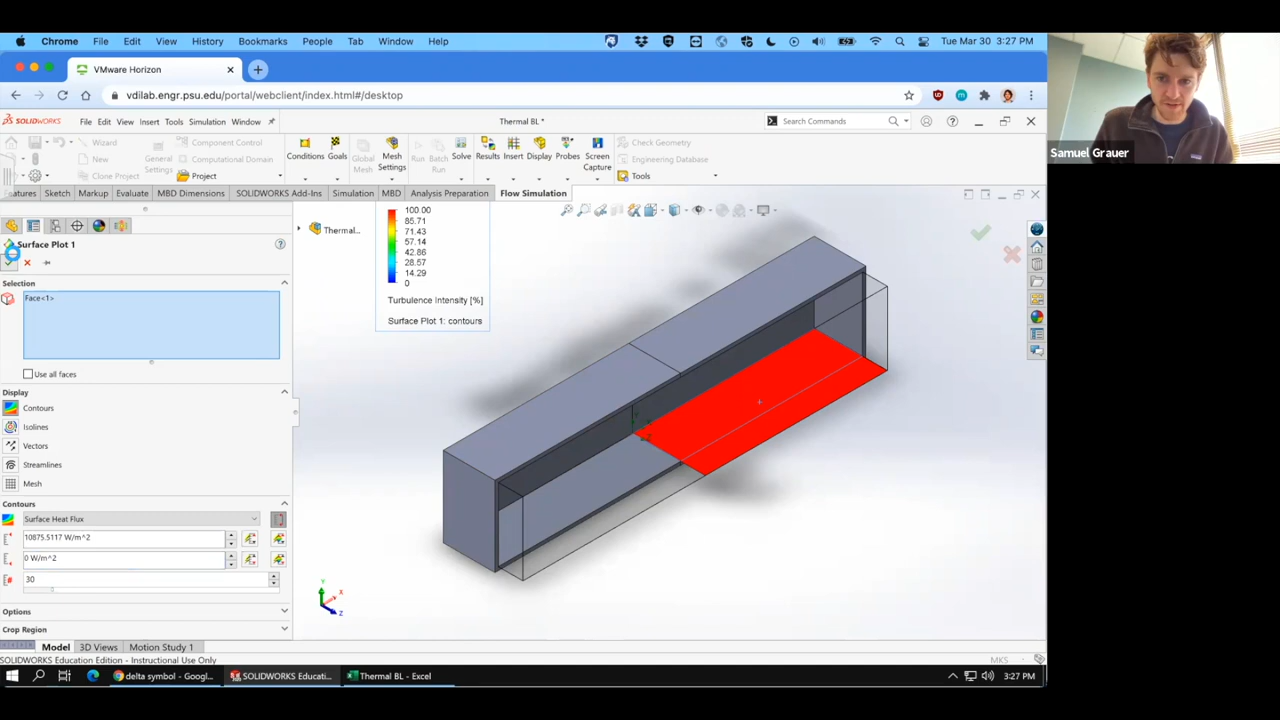 Chrome File Edit View History Bookmarks People Tab Window Help Tue Mar 30 3:27 PM
VMware Horizon
vdilab.engr.psu.edu/portal/webclient/index.html#/desktop
SOLIDWORKS File Edit View Insert Tools Simulation Window Thermal BL * Search Commands
Wizard
New
General Settings
Component Control
Computational Domain
Project
Conditions
Goals
Global Mesh
Mesh Settings
Run
Batch Run
Solve
Results
Insert
Display
Probes
Screen Capture
Check Geometry
Engineering Database
Tools
eatures Sketch Markup Evaluate MBD Dimensions SOLIDWORKS Add-Ins Simulation MBD Analysis Preparation Flow Simulation
Surface Plot 1
Selection
Face<1>
Use all faces
Display
Contours
Isolines
Vectors
Streamlines
Mesh
Contours
Surface Heat Flux
10875.5117 W/m^2
0 W/m^2
30
Options
Crop Region
Thermal...
100.00
85.71
71.43
57.14
42.86
28.57
14.29
0
Turbulence Intensity [%]
Surface Plot 1: contours
Y
X
Z
Samuel Grauer
Model 3D Views Motion Study 1
SOLIDWORKS Education Edition - Instructional Use Only MKS
delta symbol - Googl... SOLIDWORKS Educati... Thermal BL - Excel 3:27 PM